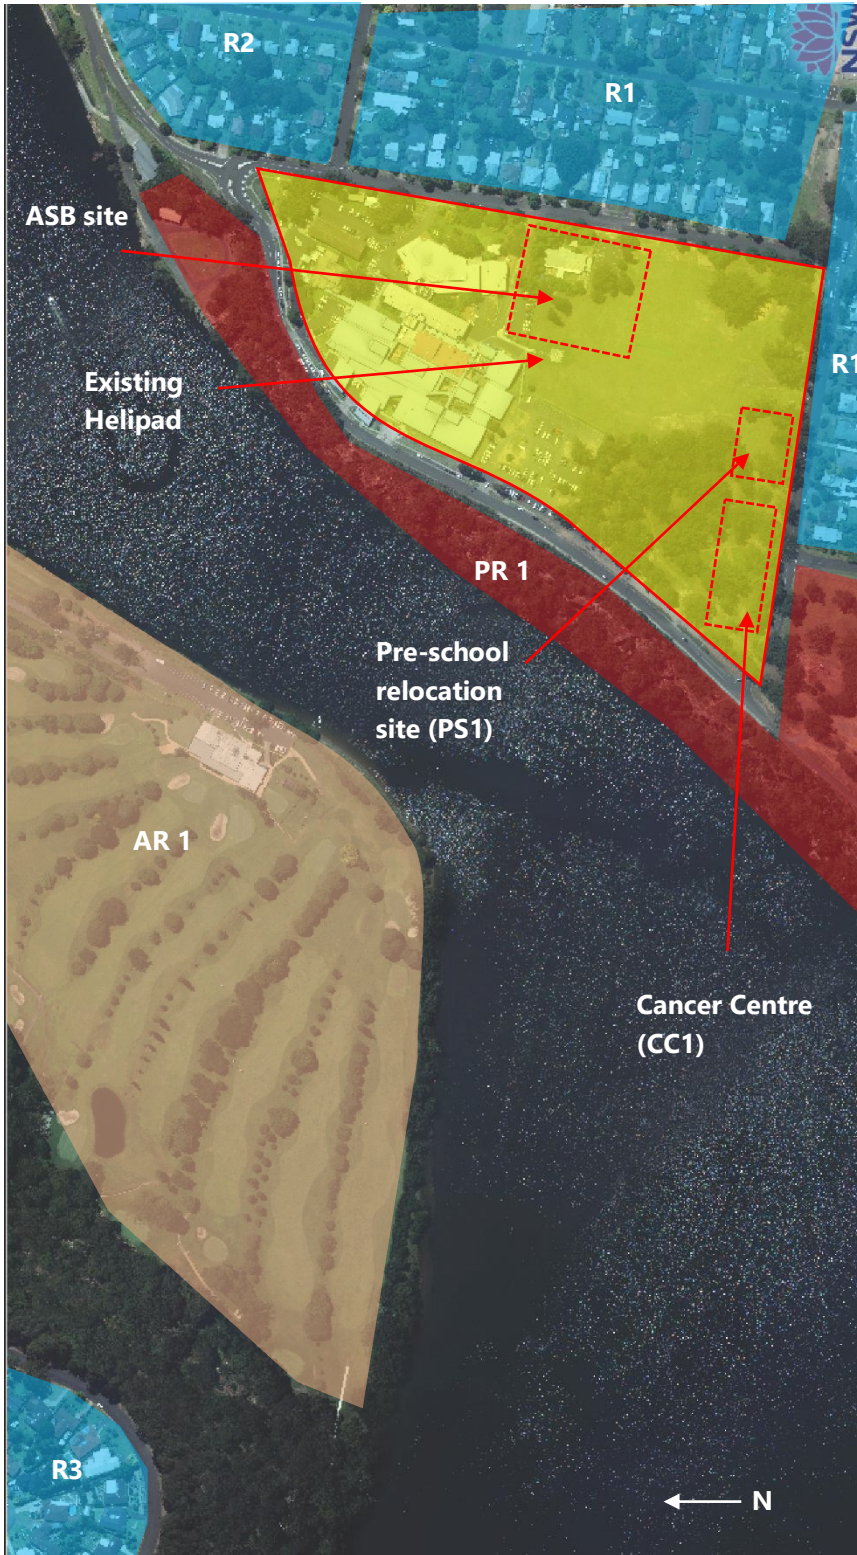 R2
R1
NSW
ASB site
Existing
Helipad
R1
PR 1
Pre-school
relocation
site (PS1)
AR 1
Cancer Centre
(CC1)
R3
N